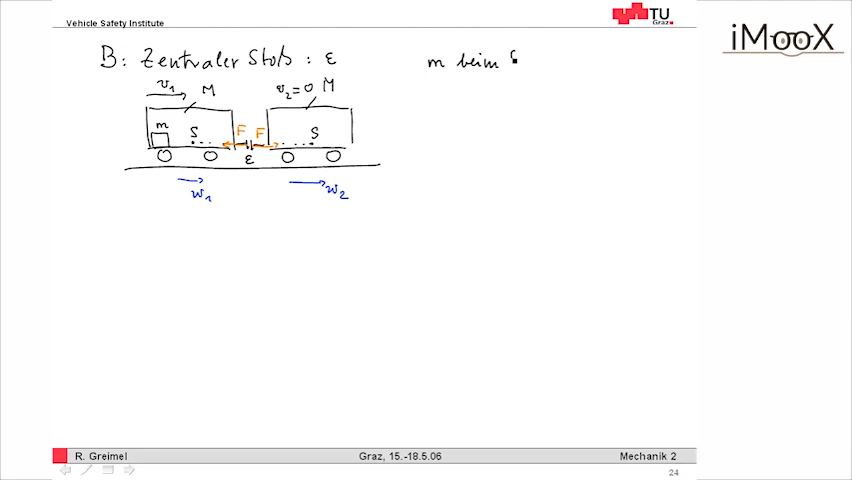 Vehicle Safety Institute
TU
Graz
iMooX
B: Zentraler Stoß: ε
m beim
v₁
M
v₂=0 M
m
S
F
F
S
ε
w₁
w₂
R. Greimel
Graz, 15.-18.5.06
Mechanik 2
24